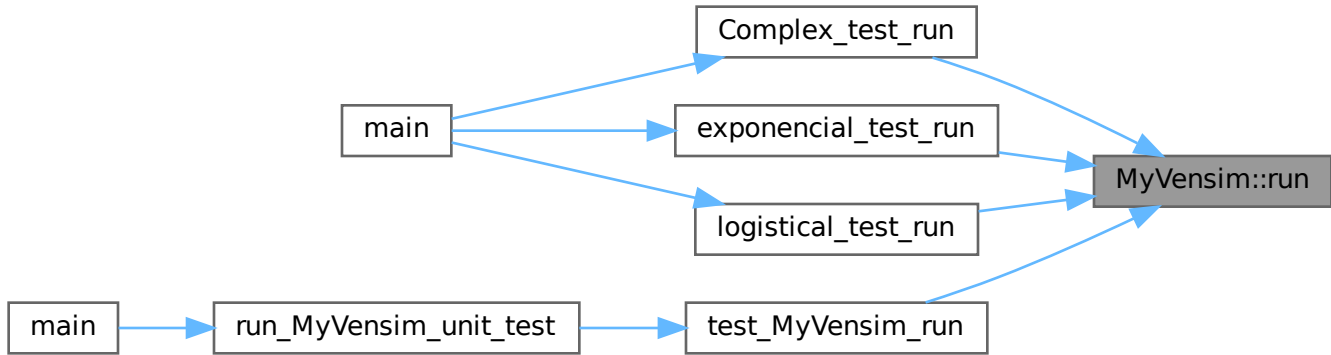 Complex_test_run
main
exponencial_test_run
MyVensim::run
logistical_test_run
main
run_MyVensim_unit_test
test_MyVensim_run